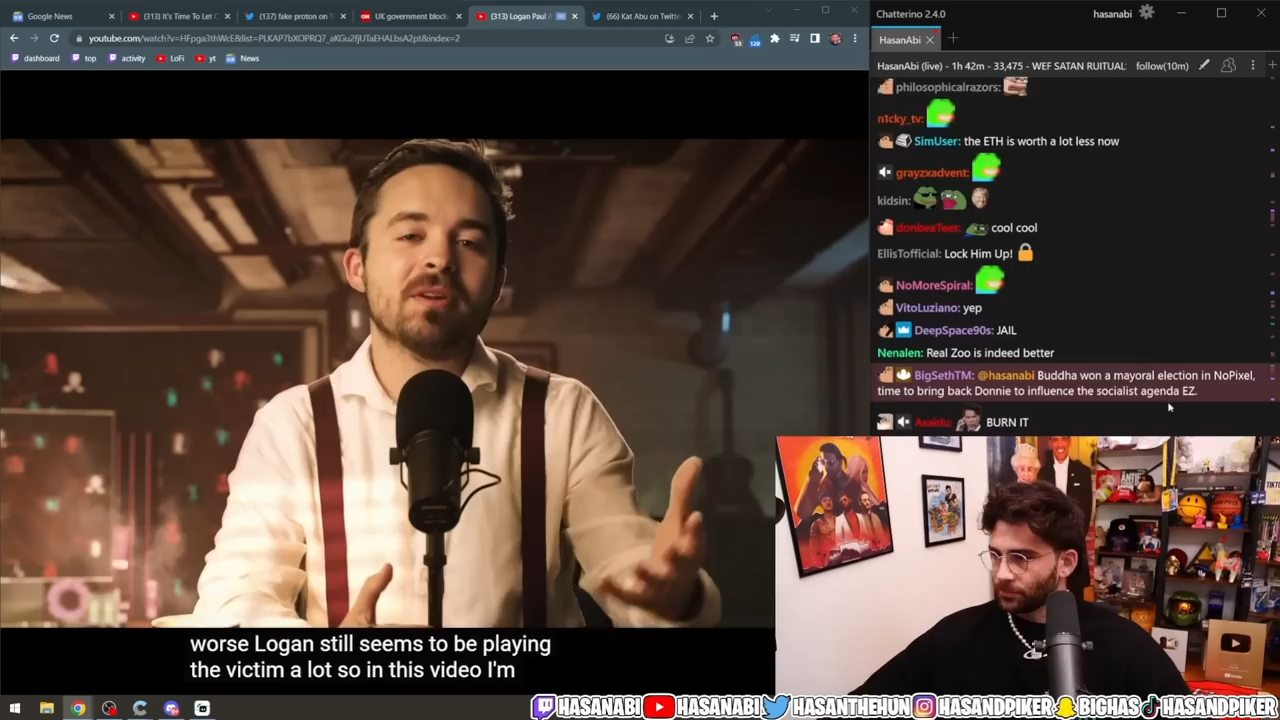 Google News
(313) It's Time To Let
(137) fake proton on T
UK government block
(313) Logan Paul
(66) Kat Abu on Twitter
youtube.com/watch?v=HFpga3thWcE&list=PLKAP7bXOPRQ7_aKGu2fjUTaEHALbsA2pt&index=2
dashboard
top
activity
LoFi
yt
News
Chatterino 2.4.0
hasanabi
HasanAbi
HasanAbi (live) - 1h 42m - 33,475 - WEF SATAN RUITUAL:
follow(10m)
philosophicalrazors:
n1cky_tv:
SimUser: the ETH is worth a lot less now
grayzxadvent:
kidsin:
donbeaTees: cool cool
EllisTofficial: Lock Him Up!
NoMoreSpiral:
VitoLuziano: yep
DeepSpace90s: JAIL
Nenalen: Real Zoo is indeed better
BigSethTM: @hasanabi Buddha won a mayoral election in NoPixel,
time to bring back Donnie to influence the socialist agenda EZ.
Asaidu: BURN IT
worse Logan still seems to be playing
the victim a lot so in this video I'm
HASANABI HASANABI HASANTHEHUN HASANDPIKER BIGHAS HASANDPIKER